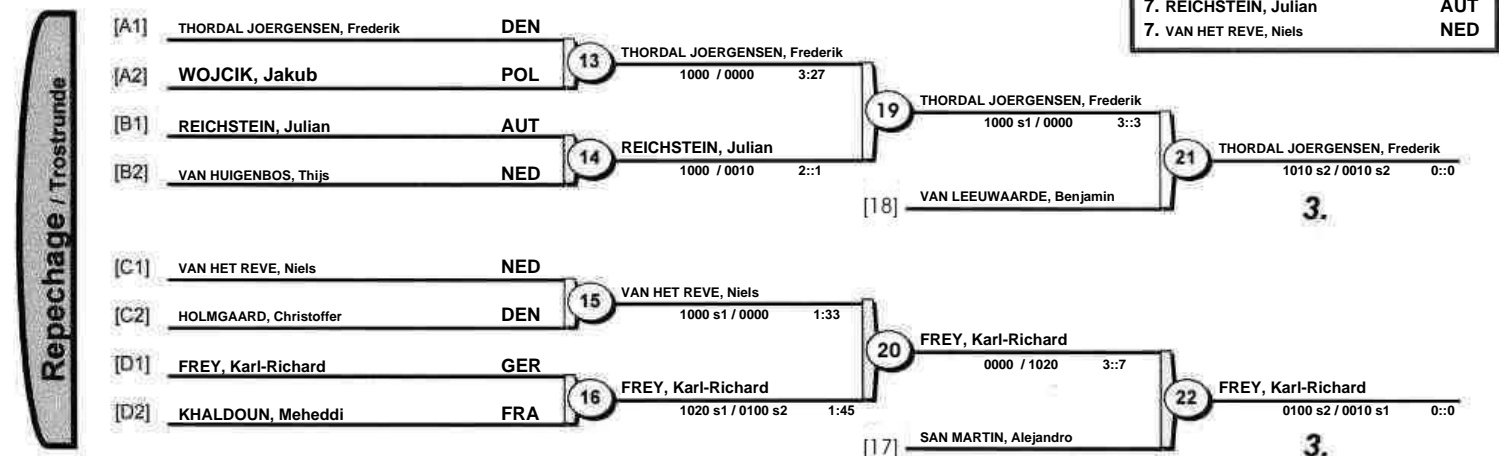 7. REICHSTEIN, Julian AUT
7. VAN HET REVE, Niels NED
Repechage / Trostrunde
[A1] THORDAL JOERGENSEN, Frederik DEN
13
THORDAL JOERGENSEN, Frederik
1000 / 0000 3:27
[A2] WOJCIK, Jakub POL
19
THORDAL JOERGENSEN, Frederik
1000 s1 / 0000 3::3
[B1] REICHSTEIN, Julian AUT
14
REICHSTEIN, Julian
1000 / 0010 2::1
[B2] VAN HUIGENBOS, Thijs NED
21
THORDAL JOERGENSEN, Frederik
1010 s2 / 0010 s2 0::0
[18] VAN LEEUWAARDE, Benjamin
3.
[C1] VAN HET REVE, Niels NED
15
VAN HET REVE, Niels
1000 s1 / 0000 1:33
[C2] HOLMGAARD, Christoffer DEN
20
FREY, Karl-Richard
0000 / 1020 3::7
[D1] FREY, Karl-Richard GER
16
FREY, Karl-Richard
1020 s1 / 0100 s2 1:45
[D2] KHALDOUN, Meheddi FRA
22
FREY, Karl-Richard
0100 s2 / 0010 s1 0::0
[17] SAN MARTIN, Alejandro
3.